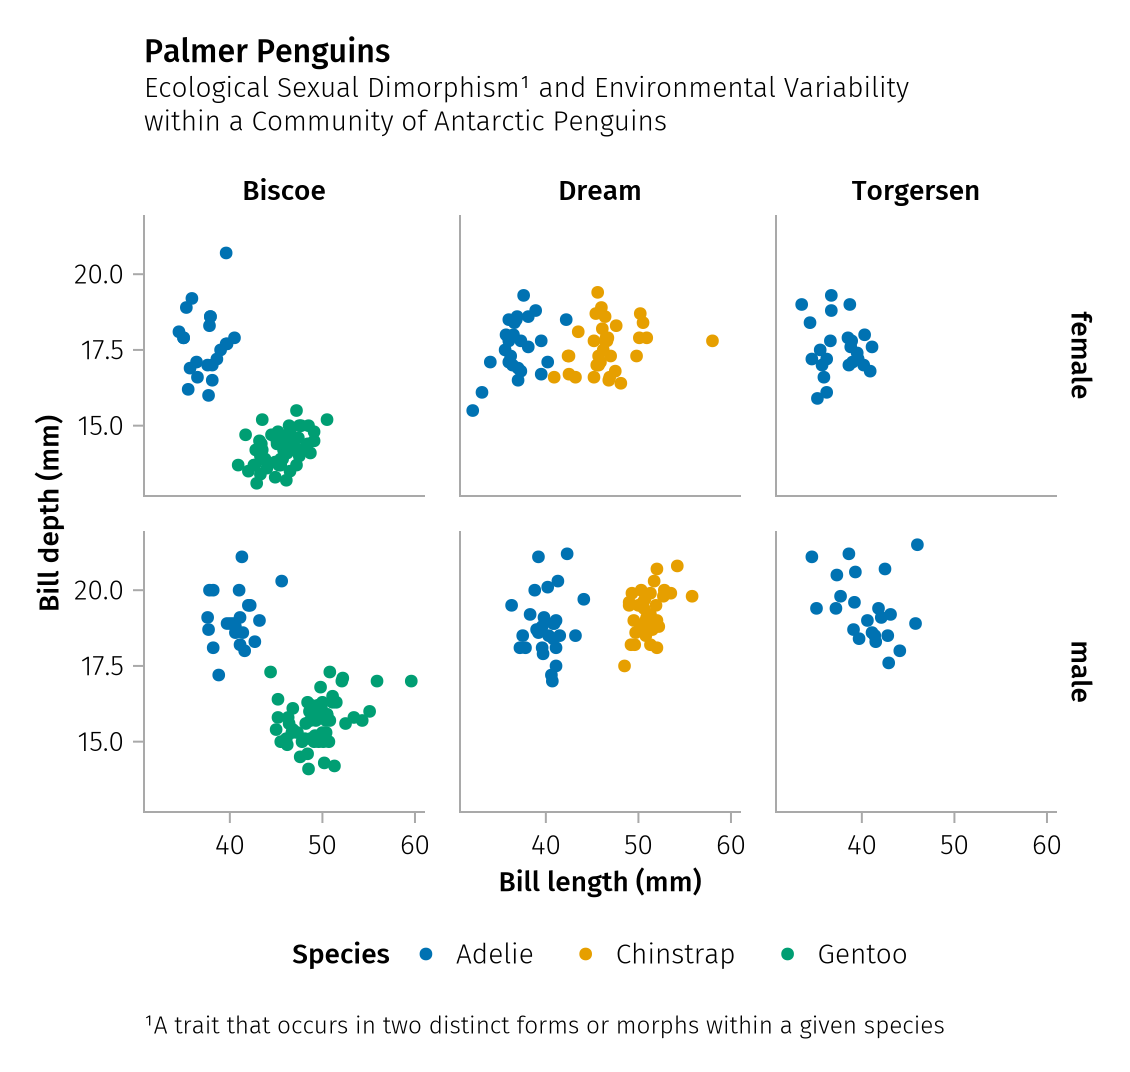 Palmer Penguins
Ecological Sexual Dimorphism¹ and Environmental Variability
within a Community of Antarctic Penguins
Biscoe Dream Torgersen
20.0
17.5
15.0
female
Bill depth (mm)
20.0
17.5
15.0
male
40 50 60 40 50 60 40 50 60
Bill length (mm)
Species Adelie Chinstrap Gentoo
¹A trait that occurs in two distinct forms or morphs within a given species